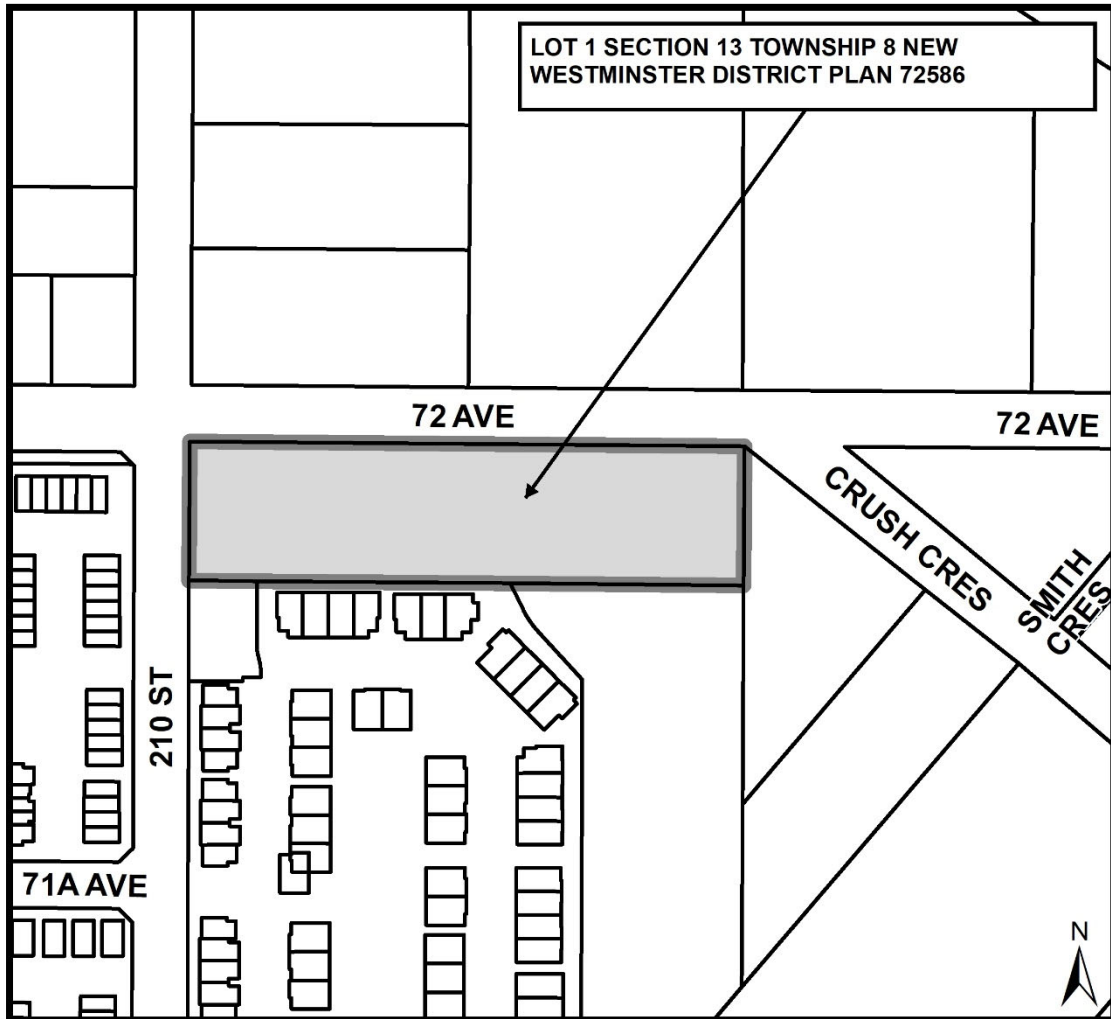 LOT 1 SECTION 13 TOWNSHIP 8 NEW
WESTMINSTER DISTRICT PLAN 72586
72 AVE
72 AVE
CRUSH CRES
SMITH
CRES
210 ST
71A AVE
N